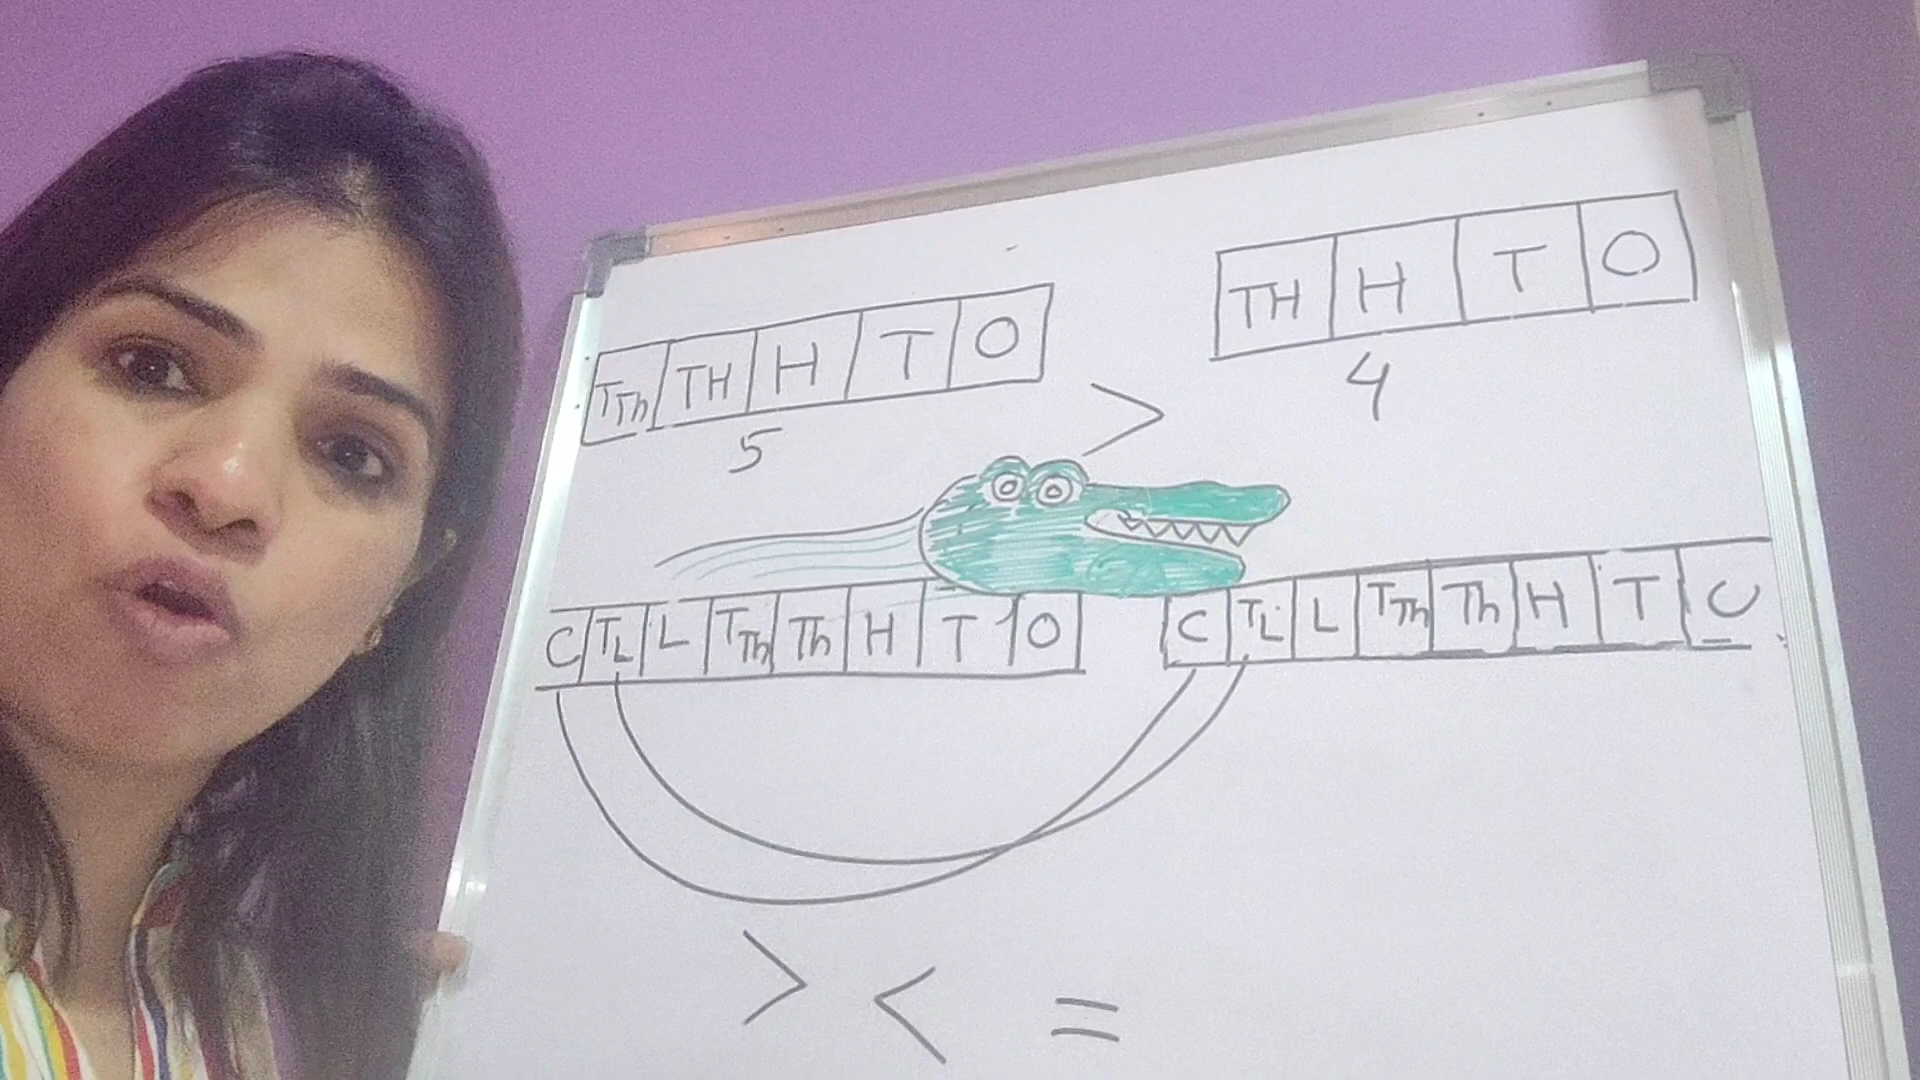 TTh TH H T O
5
>
TH H T O
4
C TL L TTh Th H T O
C TL L TTh Th H T O
> < =